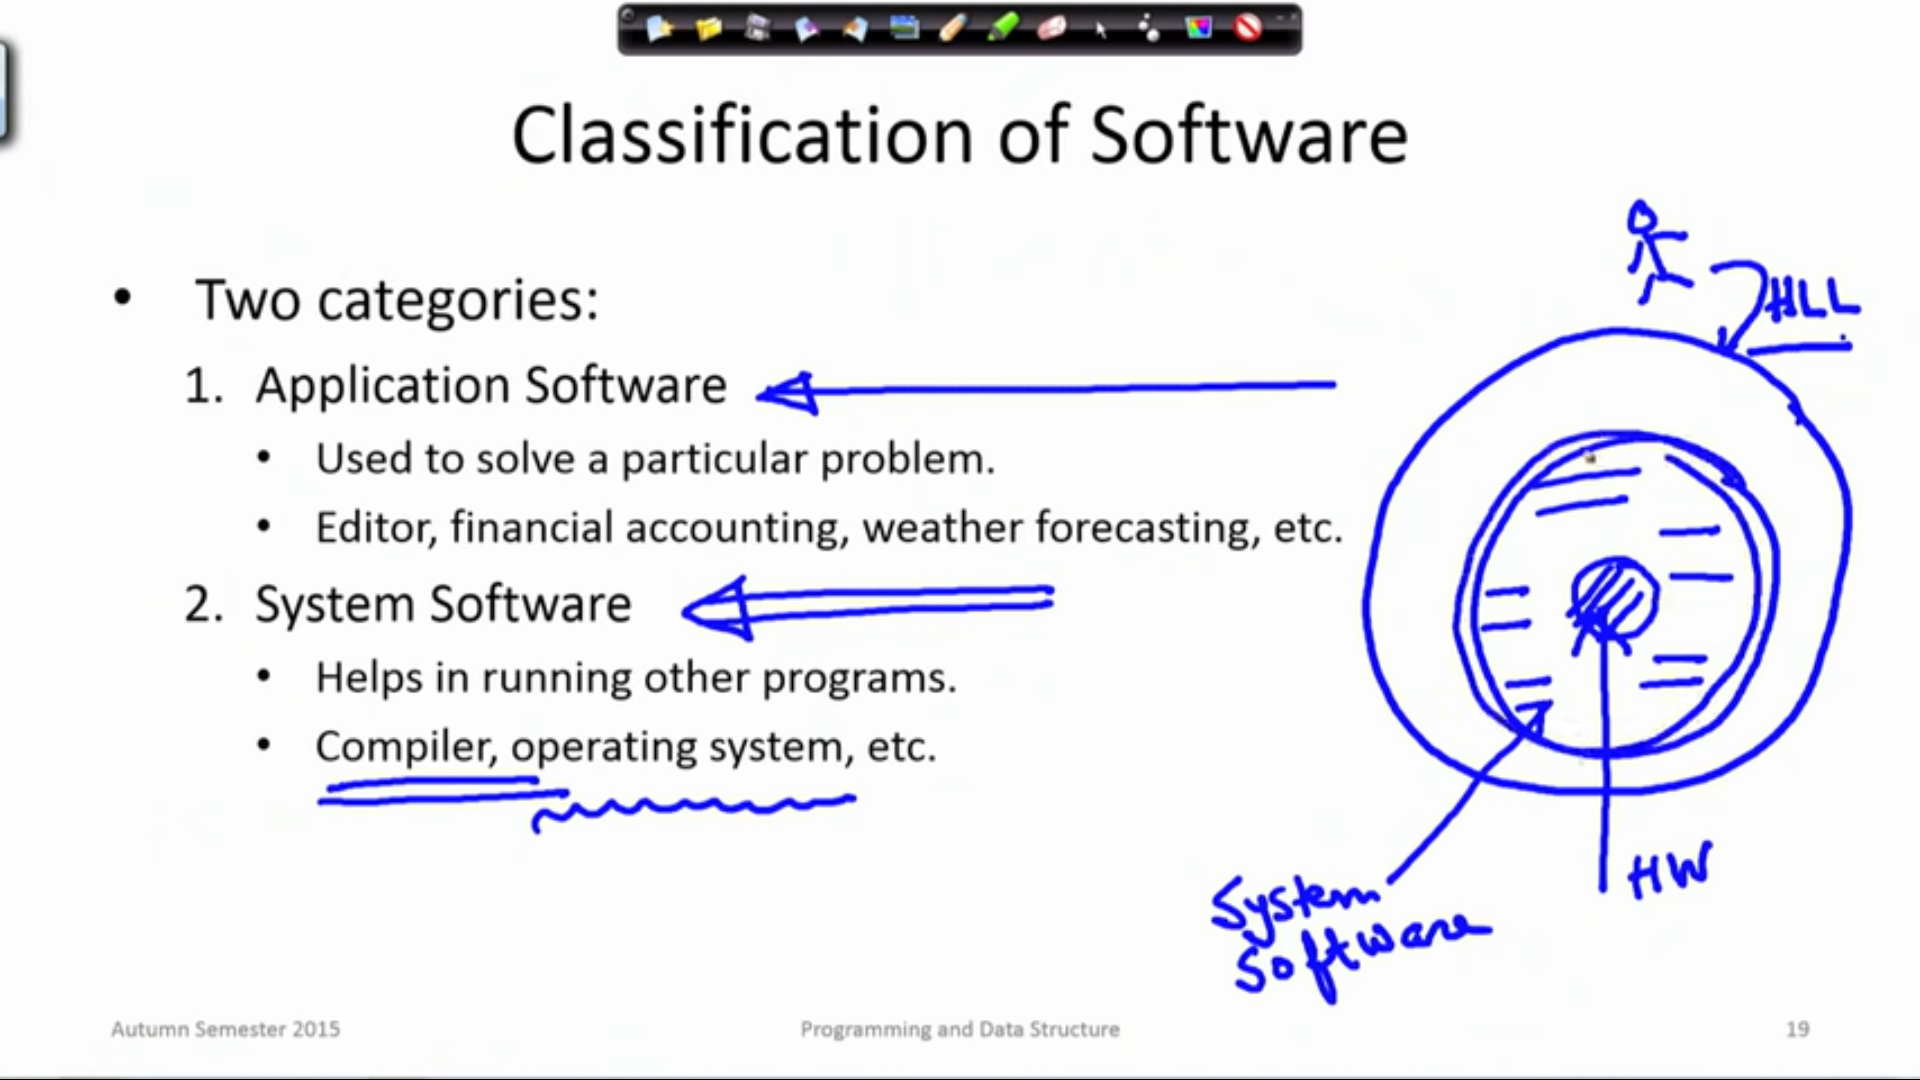 Classification of Software
• Two categories:
1. Application Software
• Used to solve a particular problem.
• Editor, financial accounting, weather forecasting, etc.
2. System Software
• Helps in running other programs.
• Compiler, operating system, etc.
HLL
HW
System
Software
Autumn Semester 2015
Programming and Data Structure
19